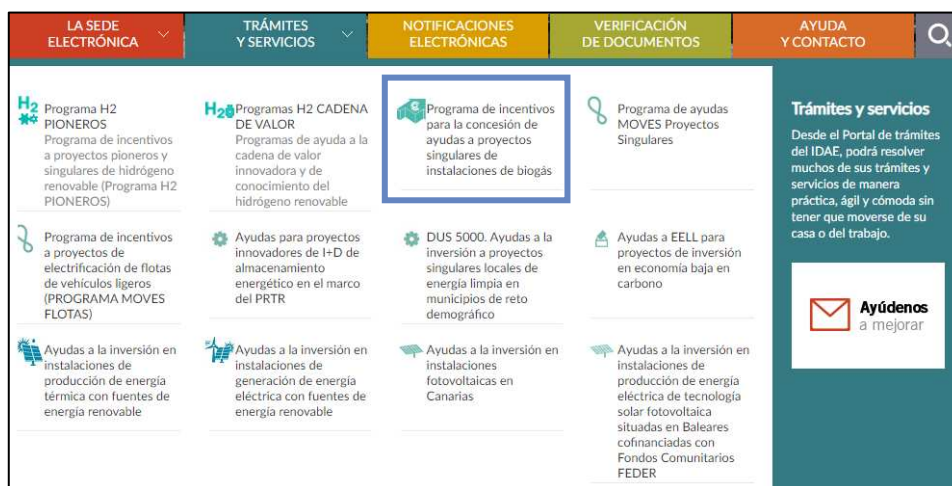 LA SEDE
ELECTRÓNICA
TRÁMITES
Y SERVICIOS
NOTIFICACIONES
ELECTRÓNICAS
VERIFICACIÓN
DE DOCUMENTOS
AYUDA
Y CONTACTO
H2
Programa H2
PIONEROS
Programa de incentivos
a proyectos pioneros y
singulares de hidrógeno
renovable (Programa H2
PIONEROS)
H2
Programas H2 CADENA
DE VALOR
Programas de ayuda a la
cadena de valor
innovadora y de
conocimiento del
hidrógeno renovable
Programa de incentivos
para la concesión de
ayudas a proyectos
singulares de
instalaciones de biogás
Programa de ayudas
MOVES Proyectos
Singulares
Programa de incentivos
a proyectos de
electrificación de flotas
de vehículos ligeros
(PROGRAMA MOVES
FLOTAS)
Ayudas para proyectos
innovadores de I+D de
almacenamiento
energético en el marco
del PRTR
DUS 5000. Ayudas a la
inversión a proyectos
singulares locales de
energía limpia en
municipios de reto
demográfico
Ayudas a EELL para
proyectos de inversión
en economía baja en
carbono
Ayudas a la inversión en
instalaciones de
producción de energía
térmica con fuentes de
energía renovable
Ayudas a la inversión en
instalaciones de
generación de energía
eléctrica con fuentes de
energía renovable
Ayudas a la inversión en
instalaciones
fotovoltaicas en
Canarias
Ayudas a la inversión en
instalaciones de
producción de energía
eléctrica de tecnología
solar fotovoltaica
situadas en Baleares
cofinanciadas con
Fondos Comunitarios
FEDER
Trámites y servicios
Desde el Portal de trámites
del IDAE, podrá resolver
muchos de sus trámites y
servicios de manera
práctica, ágil y cómoda sin
tener que moverse de su
casa o del trabajo.
Ayúdenos
a mejorar